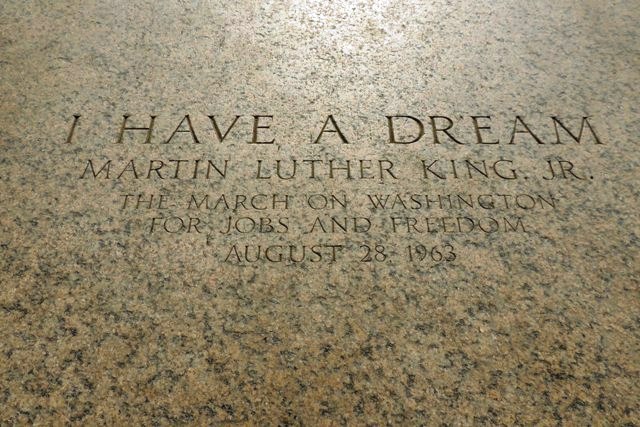 I HAVE A DREAM
MARTIN LUTHER KING, JR.
THE MARCH ON WASHINGTON
FOR JOBS AND FREEDOM
AUGUST 28, 1963